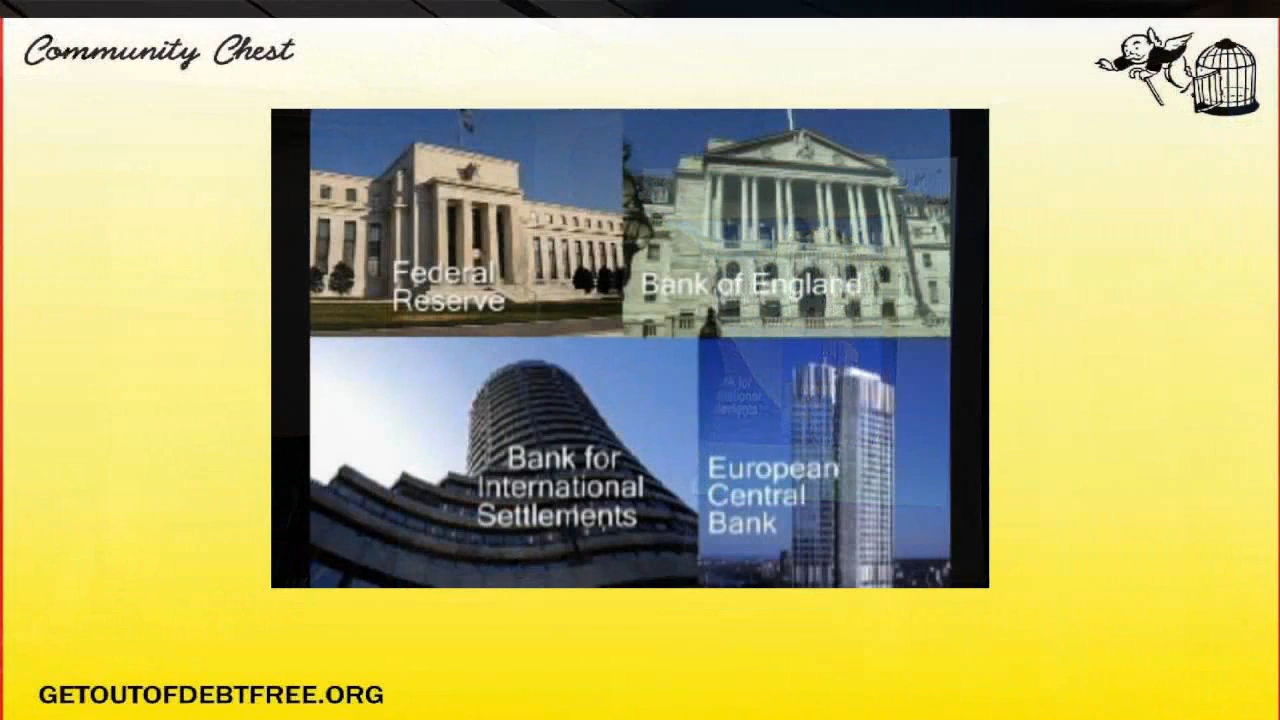 Community Chest
Federal
Reserve
Bank of England
Bank for
International
Settlements
European
Central
Bank
GETOUTOFDEBTFREE.ORG